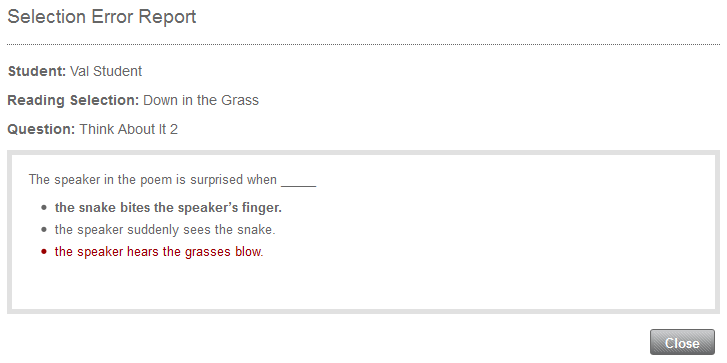 Selection Error Report
Student: Val Student
Reading Selection: Down in the Grass
Question: Think About It 2
The speaker in the poem is surprised when _____
• the snake bites the speaker's finger.
• the speaker suddenly sees the snake.
• the speaker hears the grasses blow.
Close